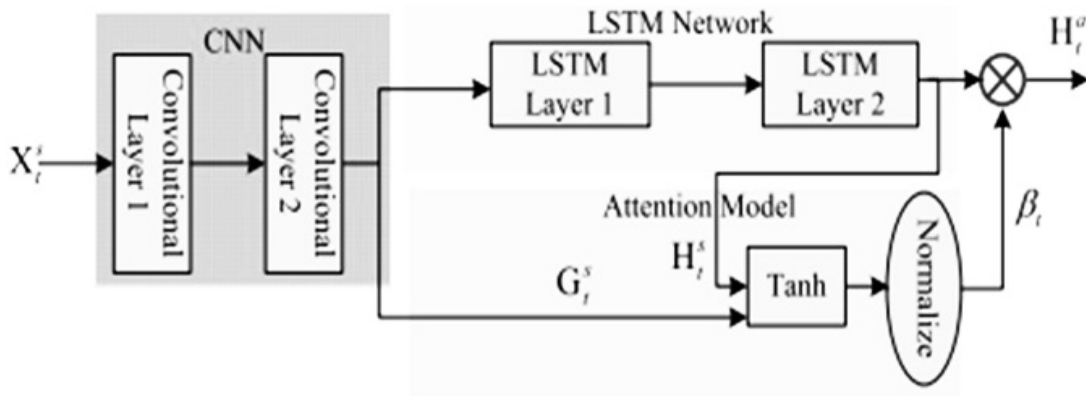 CNN
LSTM Network
X_t^s
Convolutional
Layer 1
Convolutional
Layer 2
LSTM
Layer 1
LSTM
Layer 2
H_t^a
Attention Model
H_t^s
G_t^s
Tanh
Normalize
β_t